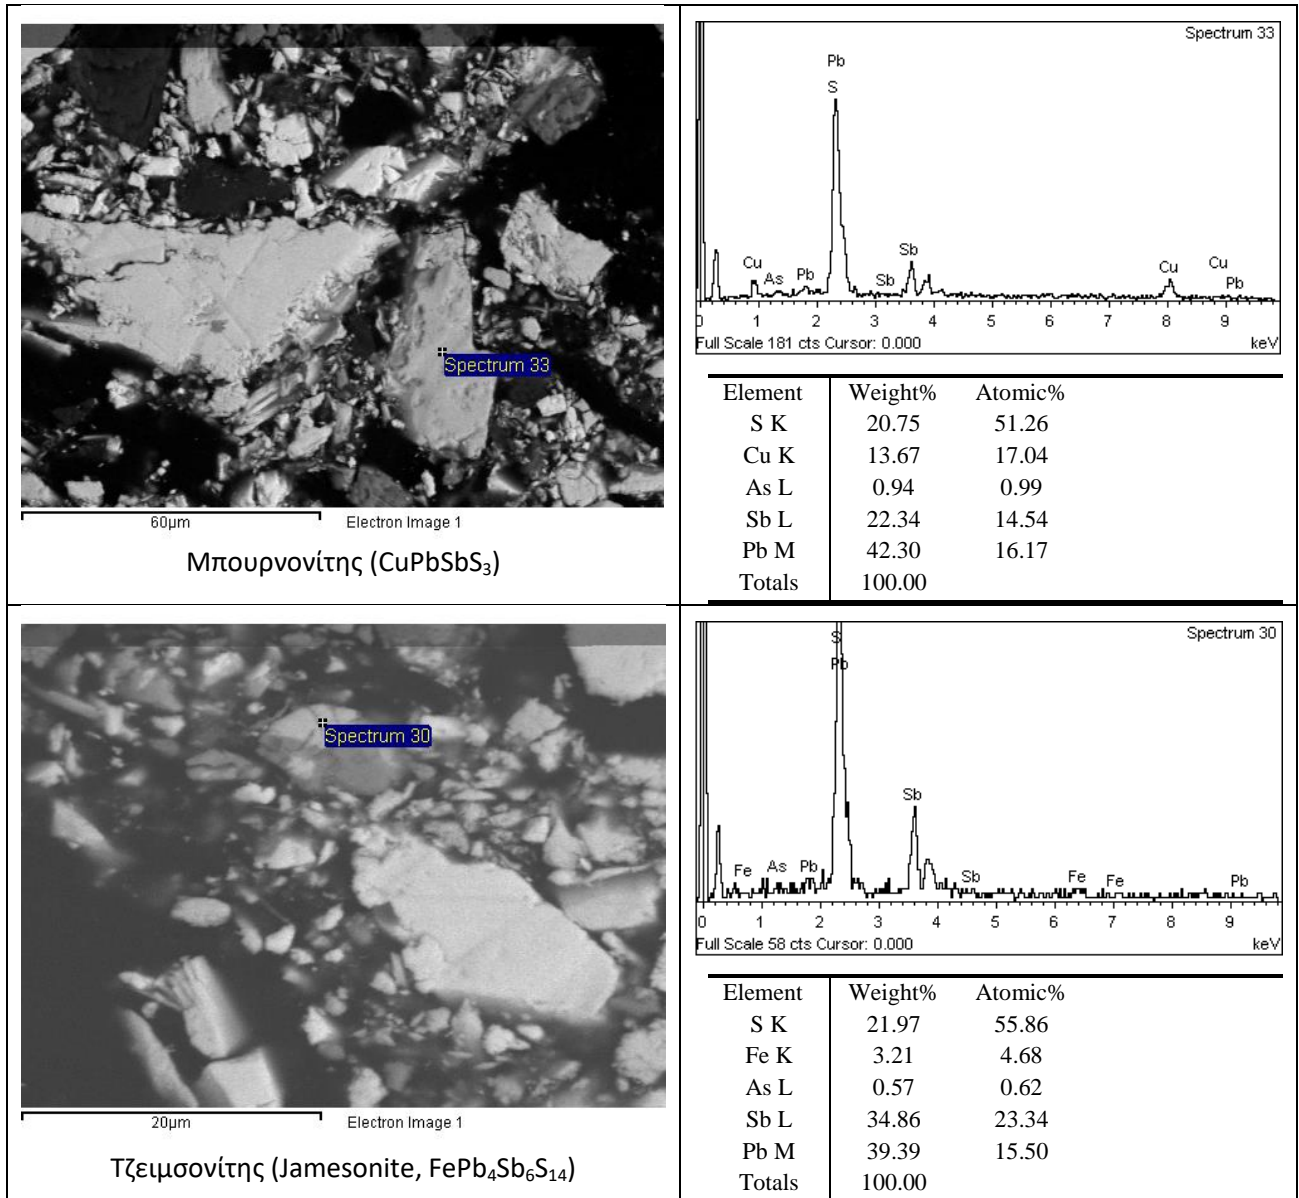 Spectrum 33
60µm Electron Image 1
Μπουρνονίτης (CuPbSbS3)
Spectrum 33
Pb
S
Cu As Pb Sb Sb Cu Cu Pb
0 1 2 3 4 5 6 7 8 9
Full Scale 181 cts Cursor: 0.000 keV
Element Weight% Atomic%
S K 20.75 51.26
Cu K 13.67 17.04
As L 0.94 0.99
Sb L 22.34 14.54
Pb M 42.30 16.17
Totals 100.00
Spectrum 30
20µm Electron Image 1
Τζειμσονίτης (Jamesonite, FePb4Sb6S14)
Spectrum 30
S
Pb
Sb
Fe As Pb Sb Fe Fe Pb
0 1 2 3 4 5 6 7 8 9
Full Scale 58 cts Cursor: 0.000 keV
Element Weight% Atomic%
S K 21.97 55.86
Fe K 3.21 4.68
As L 0.57 0.62
Sb L 34.86 23.34
Pb M 39.39 15.50
Totals 100.00